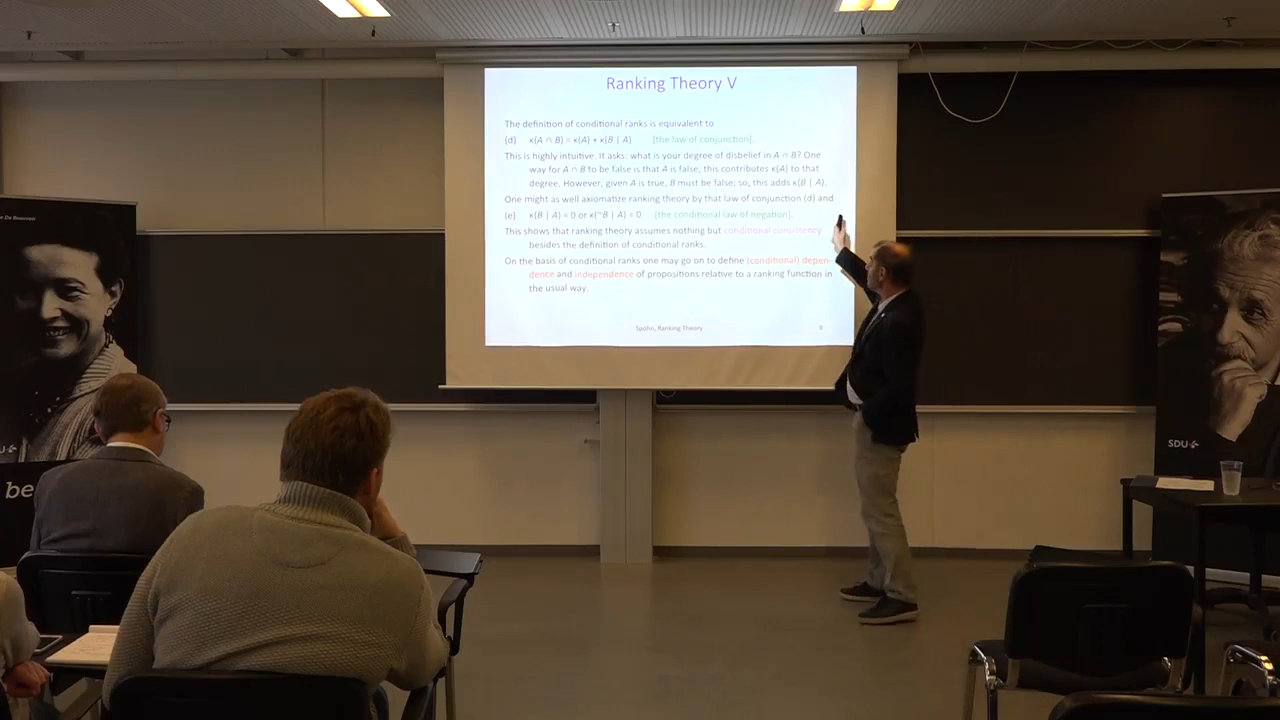 Ranking Theory V
The definition of conditional ranks is equivalent to
(d) κ(A ∩ B) = κ(A) + κ(B | A) [the law of conjunction].
This is highly intuitive. It asks: what is your degree of disbelief in A ∩ B? One
way for A ∩ B to be false is that A is false; this contributes κ(A) to that
degree. However, given A is true, B must be false; so, this adds κ(B | A).
One might as well axiomatize ranking theory by that law of conjunction (d) and
(e) κ(B | A) = 0 or κ(~B | A) = 0 [the conditional law of negation].
This shows that ranking theory assumes nothing but conditional consistency
besides the definition of conditional ranks.
On the basis of conditional ranks one may go on to define (conditional) depen-
dence and independence of propositions relative to a ranking function in
the usual way.
Spohn, Ranking Theory 9
De Beauvoir
SDU
be
SDU